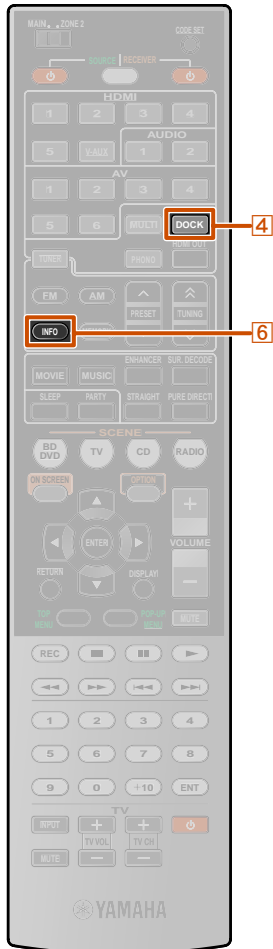 MAIN ZONE 2
CODE SET
SOURCE RECEIVER
HDMI
1 2 3 4
AUDIO
5 V-AUX 1 2
AV
1 2 3 4
5 6 MULTI DOCK 4
HDMI OUT
TUNER PHONO
FM AM
PRESET TUNING
INFO 6
ENHANCER SUR. DECODE
MOVIE MUSIC
SLEEP PARTY STRAIGHT PURE DIRECT
SCENE
BD
DVD TV CD RADIO
ON SCREEN OPTION
ENTER
VOLUME
RETURN DISPLAY
TOP
MENU POP-UP
MENU MUTE
REC
1 2 3 4
5 6 7 8
9 0 +10 ENT
TV
INPUT
TV VOL TV CH
MUTE
YAMAHA